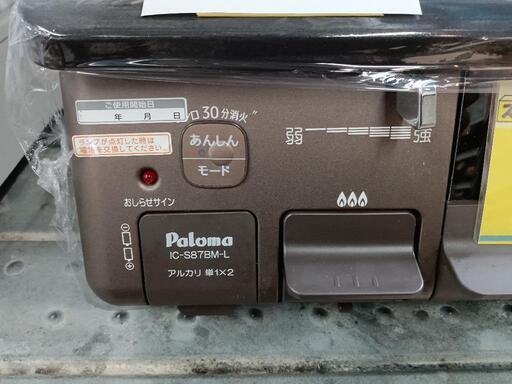 ご使用開始日
年 月 日
ランプが点灯した時は
電池を交換してください。
30分消火
あんしん
モード
弱
強
おしらせサイン
Paloma
IC-S87BM-L
アルカリ 単1×2